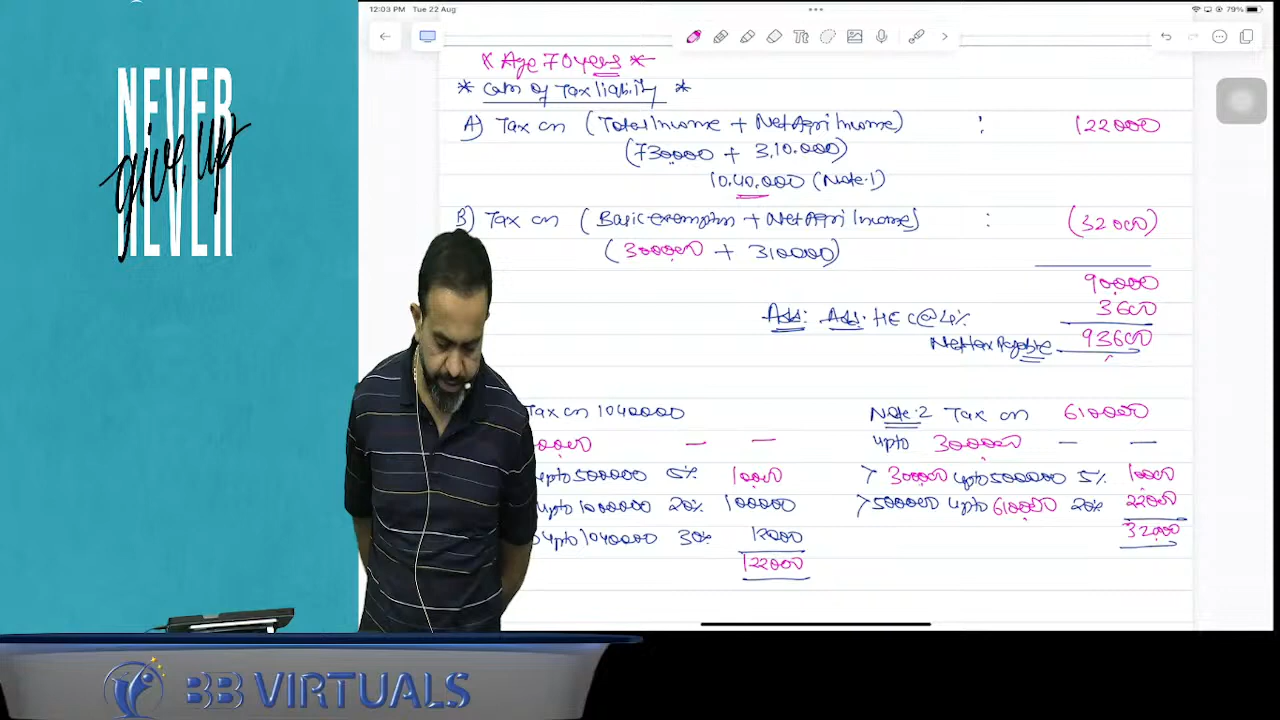 12:03 PM Tue 22 Aug
79%
NEVER
give up
NEVER
* Age 70 years *
* Com of Tax liability *
A) Tax on (Total Income + Net Agri Income) : 122000
(730000 + 3,10,000)
10,40,000 (Note-1)
B) Tax on (Basic exemption + Net Agri Income) : (32000)
(300000 + 310000)
90,000
Add: Add: HEC @ 4% 3600
Net tax Payable 93600
Tax on 1040000
upto 500000 5% 10000
upto 1000000 20% 100000
upto 1040000 30% 12000
122000
Note-2 Tax on 610000
upto 300000 — —
> 300000 upto 500000 5% 10000
> 500000 upto 610000 20% 22000
32000
BB VIRTUALS